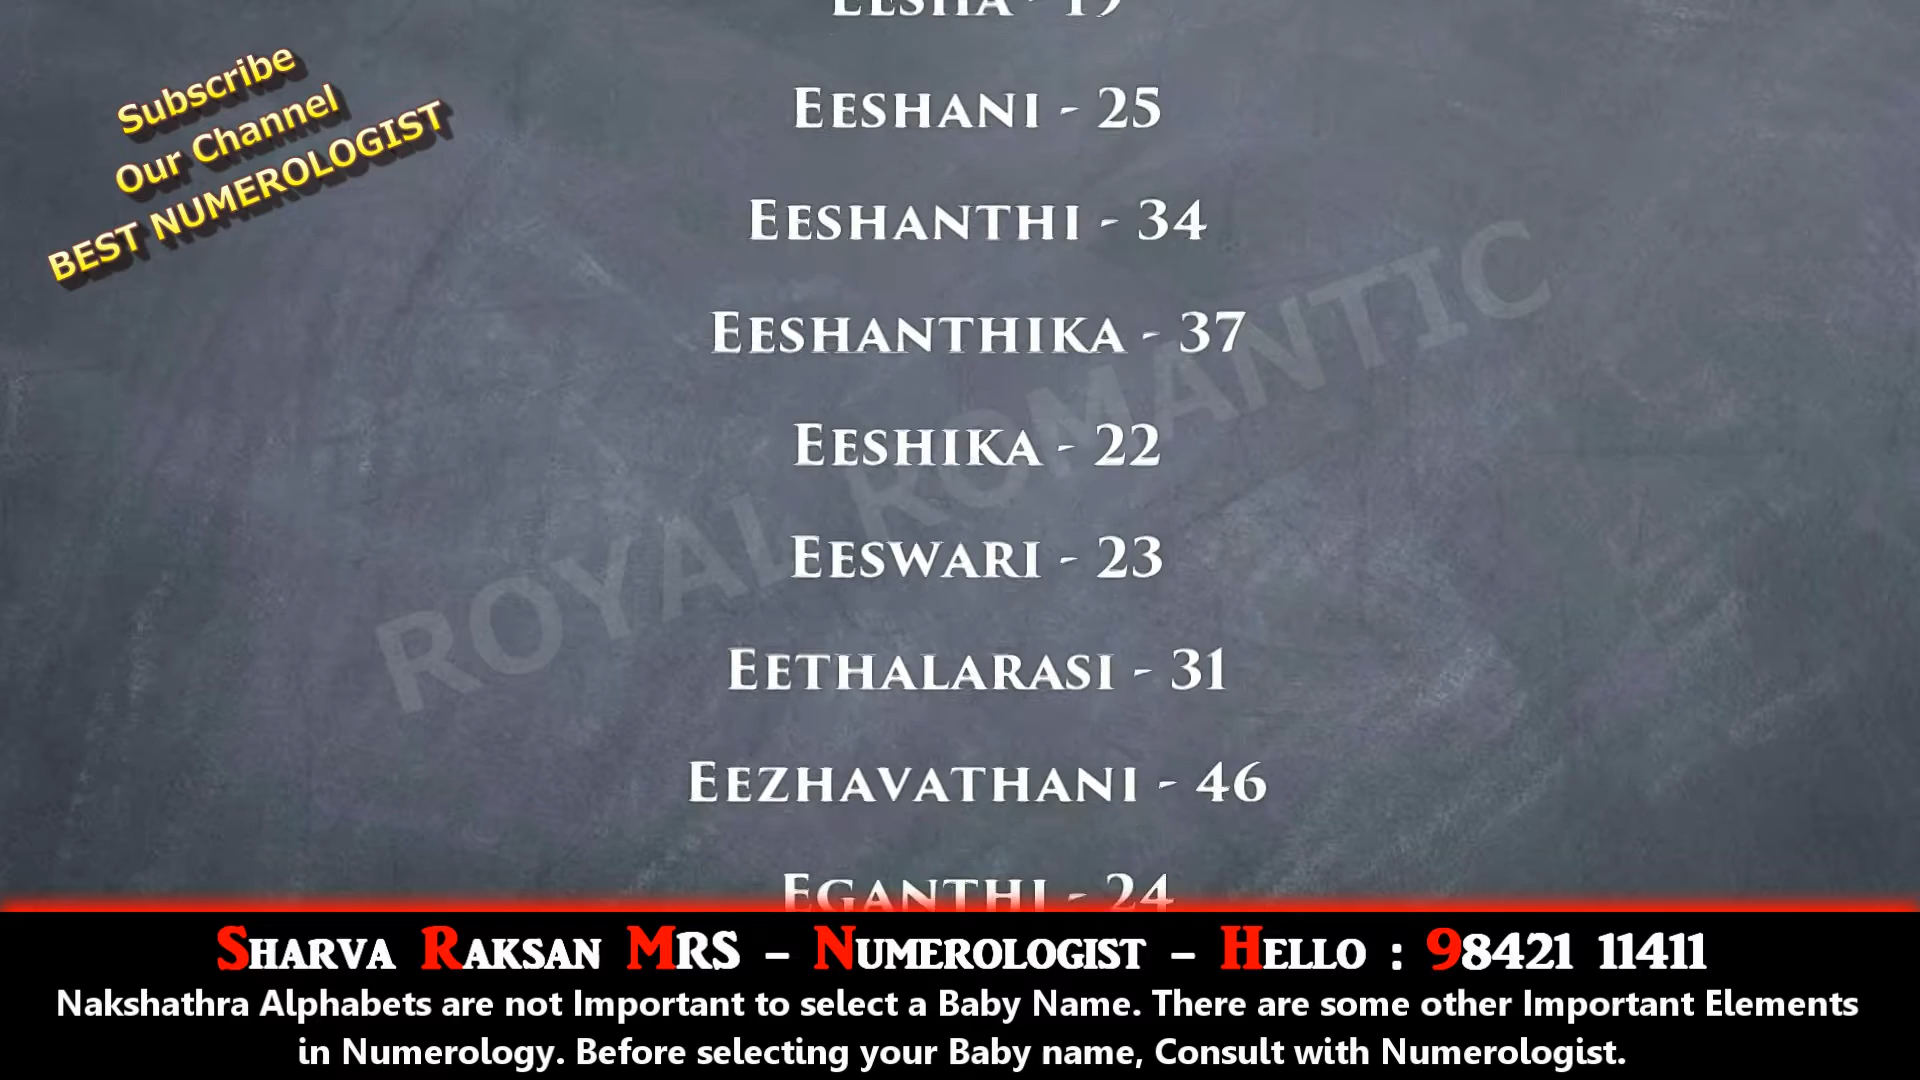 EESHA - 19
Subscribe
Our Channel
BEST NUMEROLOGIST
EESHANI - 25
EESHANTHI - 34
EESHANTHIKA - 37
EESHIKA - 22
EESWARI - 23
EETHALARASI - 31
EEZHAVATHANI - 46
EGANTHI - 24
ROYAL ROMANTIC
SHARVA RAKSAN MRS – NUMEROLOGIST – HELLO : 98421 11411
Nakshathra Alphabets are not Important to select a Baby Name. There are some other Important Elements
in Numerology. Before selecting your Baby name, Consult with Numerologist.